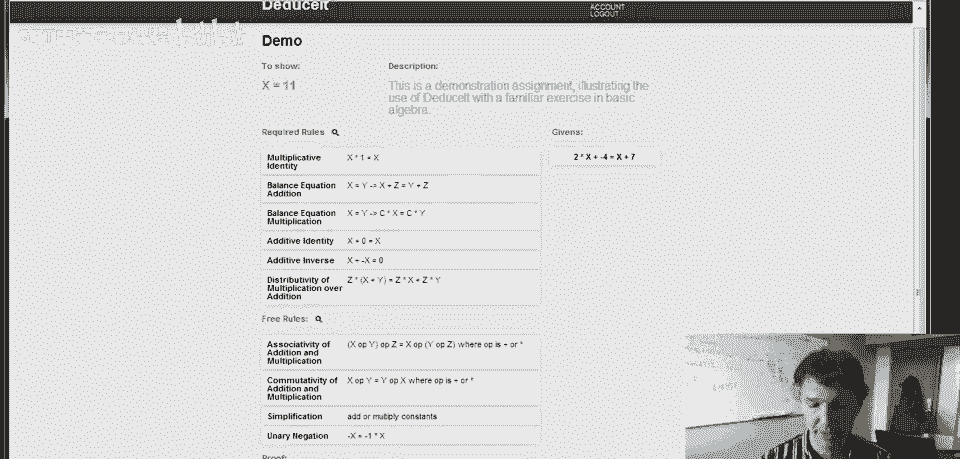 DeduceIt
ACCOUNT
LOGOUT
Demo
To show:
Description:
X = 11
This is a demonstration assignment, illustrating the
use of DeduceIt with a familiar exercise in basic
algebra.
Required Rules
Givens:
Multiplicative
Identity
X * 1 = X
2 * X + -4 = X + 7
Balance Equation
Addition
X = Y -> X + Z = Y + Z
Balance Equation
Multiplication
X = Y -> C * X = C * Y
Additive Identity
X + 0 = X
Additive Inverse
X + -X = 0
Distributivity of
Multiplication over
Addition
Z * (X + Y) = Z * X + Z * Y
Free Rules:
Associativity of
Addition and
Multiplication
(X op Y) op Z = X op (Y op Z) where op is + or *
Commutativity of
Addition and
Multiplication
X op Y = Y op X where op is + or *
Simplification
add or multiply constants
Unary Negation
-X = -1 * X
Proof: